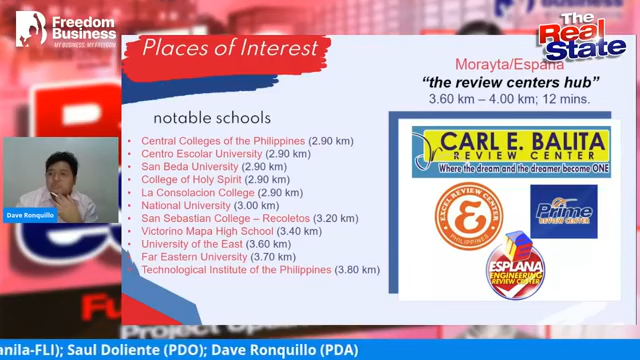 Freedom
Business
MY BUSINESS. MY FREEDOM
The
Real
State
Places of Interest
Morayta/España
“the review centers hub”
3.60 km – 4.00 km; 12 mins.
notable schools
• Central Colleges of the Philippines (2.90 km)
• Centro Escolar University (2.90 km)
• San Beda University (2.90 km)
• College of Holy Spirit (2.90 km)
• La Consolacion College (2.90 km)
• National University (3.00 km)
• San Sebastian College – Recoletos (3.20 km)
• Victorino Mapa High School (3.40 km)
• University of the East (3.60 km)
• Far Eastern University (3.70 km)
• Technological Institute of the Philippines (3.80 km)
Dr. CARL E. BALITA
REVIEW CENTER
Where the dream and the dreamer become ONE
EXCEL REVIEW CENTER
PHILIPPINES
Prime
REVIEW CENTER
ESPLANA
ENGINEERING
REVIEW CENTER
Dave Ronquillo
Project Upda
anila-FLI); Saul Doliente (PDO); Dave Ronquillo (PDA)